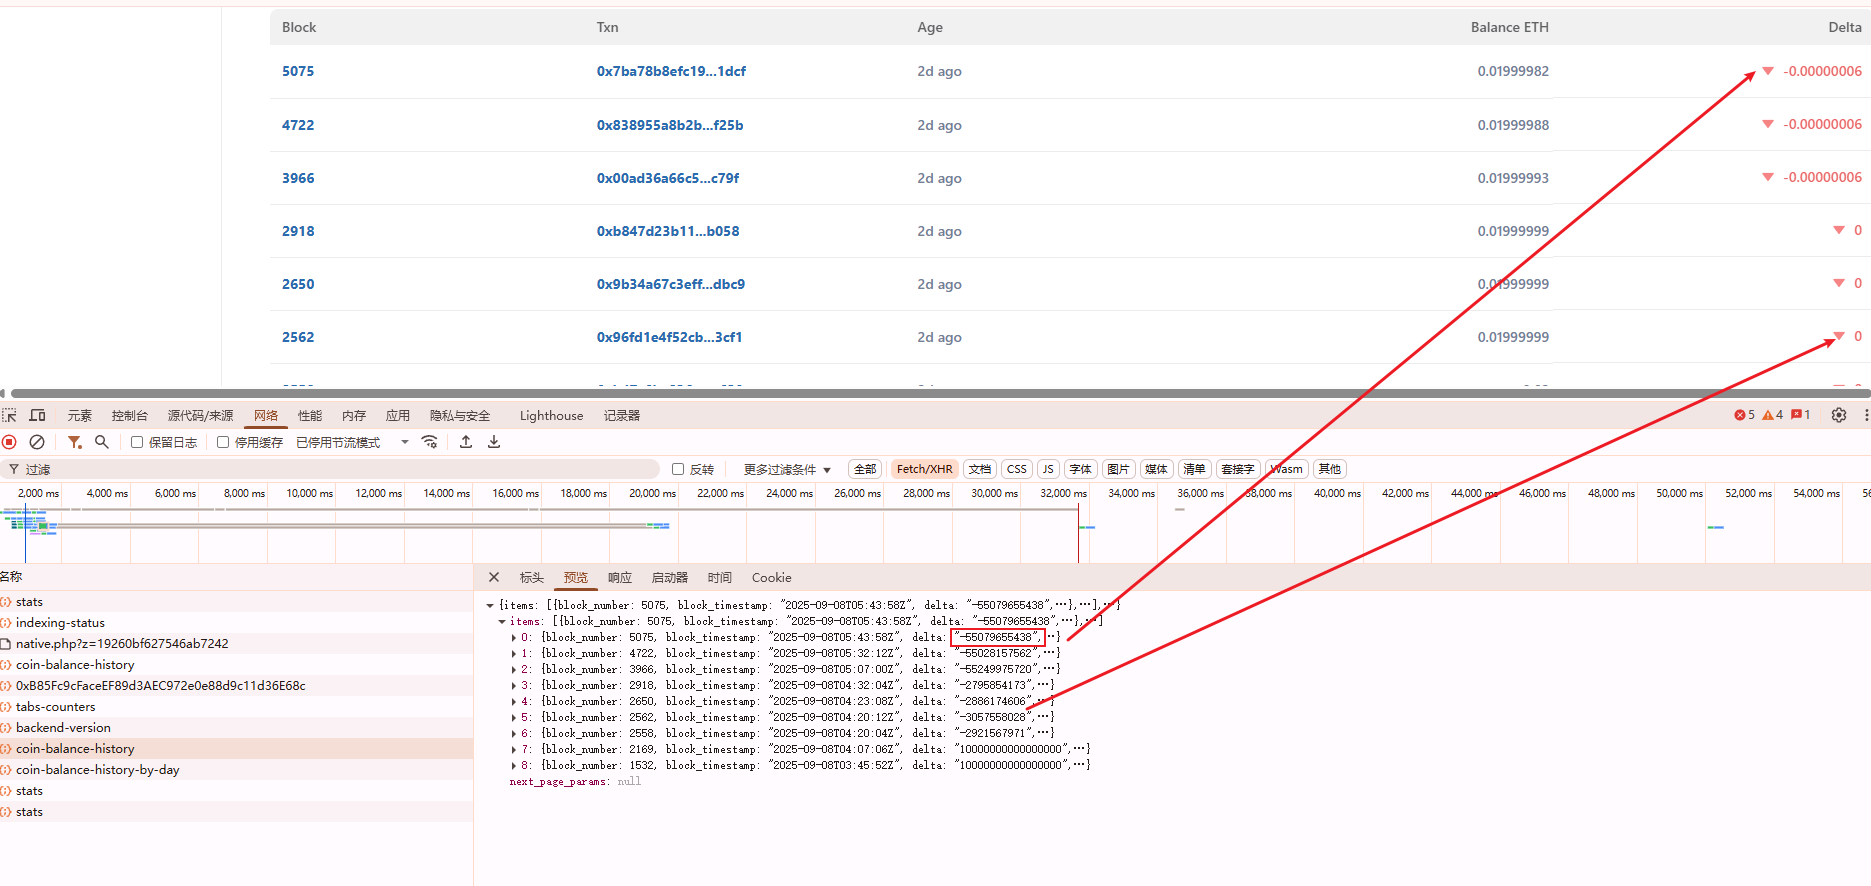 Block Txn Age Balance ETH Delta
5075 0x7ba78b8efc19...1dcf 2d ago 0.01999982 -0.00000006
4722 0x838955a8b2b...f25b 2d ago 0.01999988 -0.00000006
3966 0x00ad36a66c5...c79f 2d ago 0.01999993 -0.00000006
2918 0xb847d23b11...b058 2d ago 0.01999999 0
2650 0x9b34a67c3eff...dbc9 2d ago 0.01999999 0
2562 0x96fd1e4f52cb...3cf1 2d ago 0.01999999 0
元素 控制台 源代码/来源 网络 性能 内存 应用 隐私与安全 Lighthouse 记录器 5 4 1
保留日志 停用缓存 已停用节流模式
过滤 反转 更多过滤条件 全部 Fetch/XHR 文档 CSS JS 字体 图片 媒体 清单 套接字 Wasm 其他
2,000 ms 4,000 ms 6,000 ms 8,000 ms 10,000 ms 12,000 ms 14,000 ms 16,000 ms 18,000 ms 20,000 ms 22,000 ms 24,000 ms 26,000 ms 28,000 ms 30,000 ms 32,000 ms 34,000 ms 36,000 ms 38,000 ms 40,000 ms 42,000 ms 44,000 ms 46,000 ms 48,000 ms 50,000 ms 52,000 ms 54,000 ms 56
名称
stats
indexing-status
native.php?z=19260bf627546ab7242
coin-balance-history
0xB85Fc9cFaceEF89d3AEC972e0e88d9c11d36E68c
tabs-counters
backend-version
coin-balance-history
coin-balance-history-by-day
stats
stats
标头 预览 响应 启动器 时间 Cookie
{items: [{block_number: 5075, block_timestamp: "2025-09-08T05:43:58Z", delta: "-55079655438",…},…],…}
items: [{block_number: 5075, block_timestamp: "2025-09-08T05:43:58Z", delta: "-55079655438",…},…]
0: {block_number: 5075, block_timestamp: "2025-09-08T05:43:58Z", delta: "-55079655438",…}
1: {block_number: 4722, block_timestamp: "2025-09-08T05:32:12Z", delta: "-55028157562",…}
2: {block_number: 3966, block_timestamp: "2025-09-08T05:07:00Z", delta: "-55249975720",…}
3: {block_number: 2918, block_timestamp: "2025-09-08T04:32:04Z", delta: "-2795854173",…}
4: {block_number: 2650, block_timestamp: "2025-09-08T04:23:08Z", delta: "-2886174606",…}
5: {block_number: 2562, block_timestamp: "2025-09-08T04:20:12Z", delta: "-3057558028",…}
6: {block_number: 2558, block_timestamp: "2025-09-08T04:20:04Z", delta: "-2921567971",…}
7: {block_number: 2169, block_timestamp: "2025-09-08T04:07:06Z", delta: "10000000000000000",…}
8: {block_number: 1532, block_timestamp: "2025-09-08T03:45:52Z", delta: "10000000000000000",…}
next_page_params: null